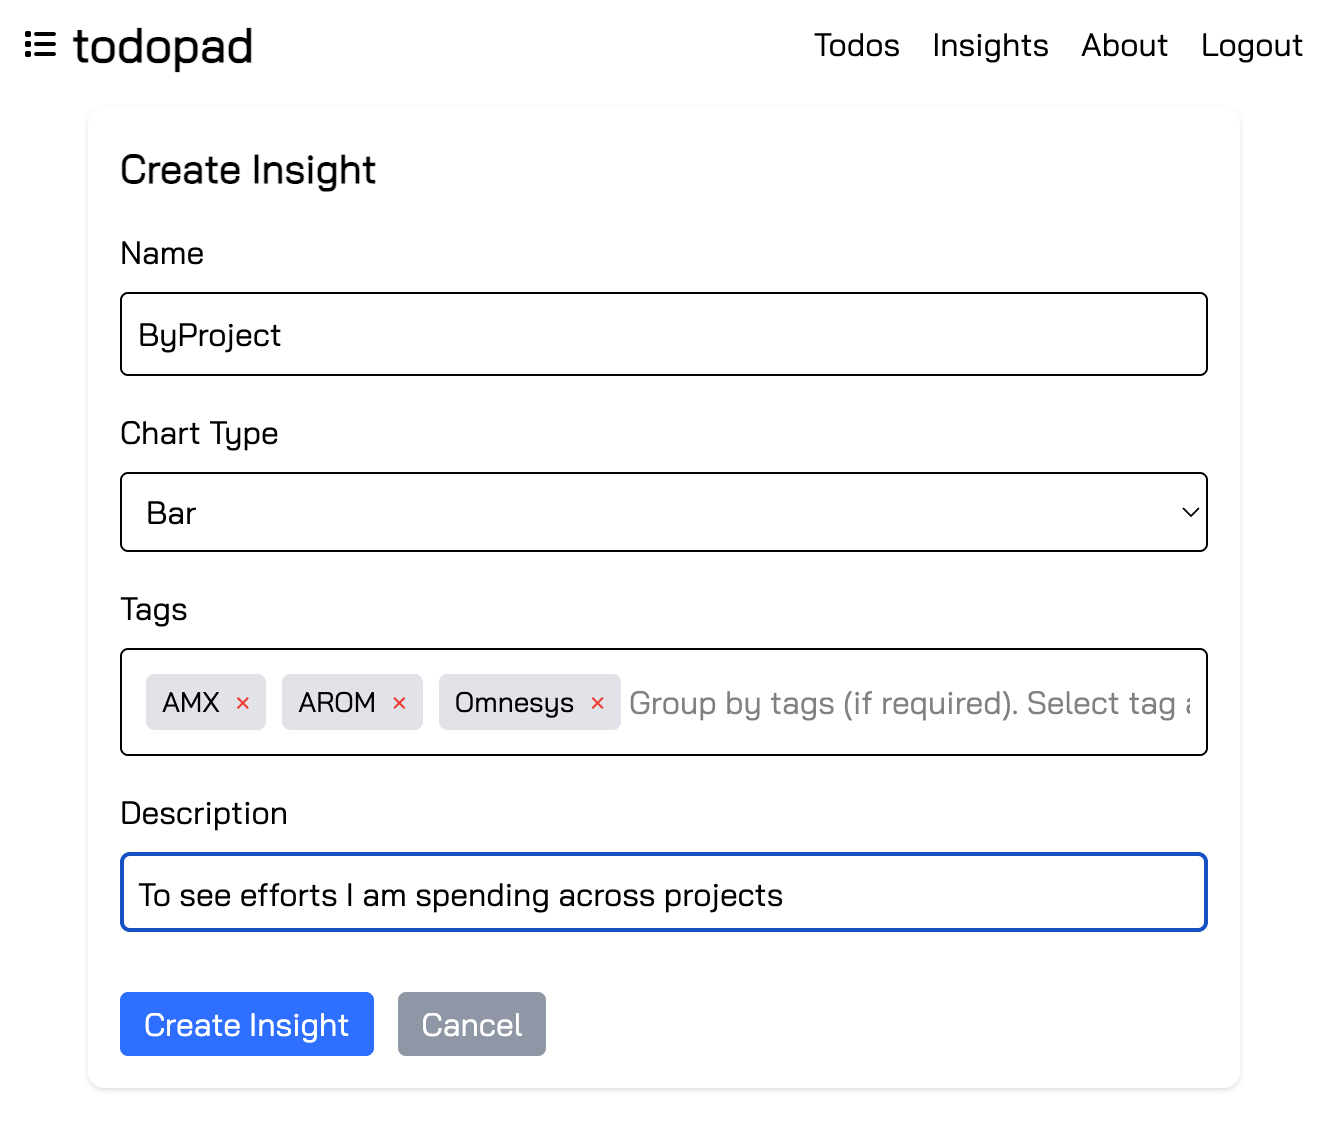 todopad
Todos Insights About Logout
Create Insight
Name
ByProject
Chart Type
Bar
Tags
AMX × AROM × Omnesys × Group by tags (if required). Select tag
Description
To see efforts I am spending across projects
Create Insight Cancel